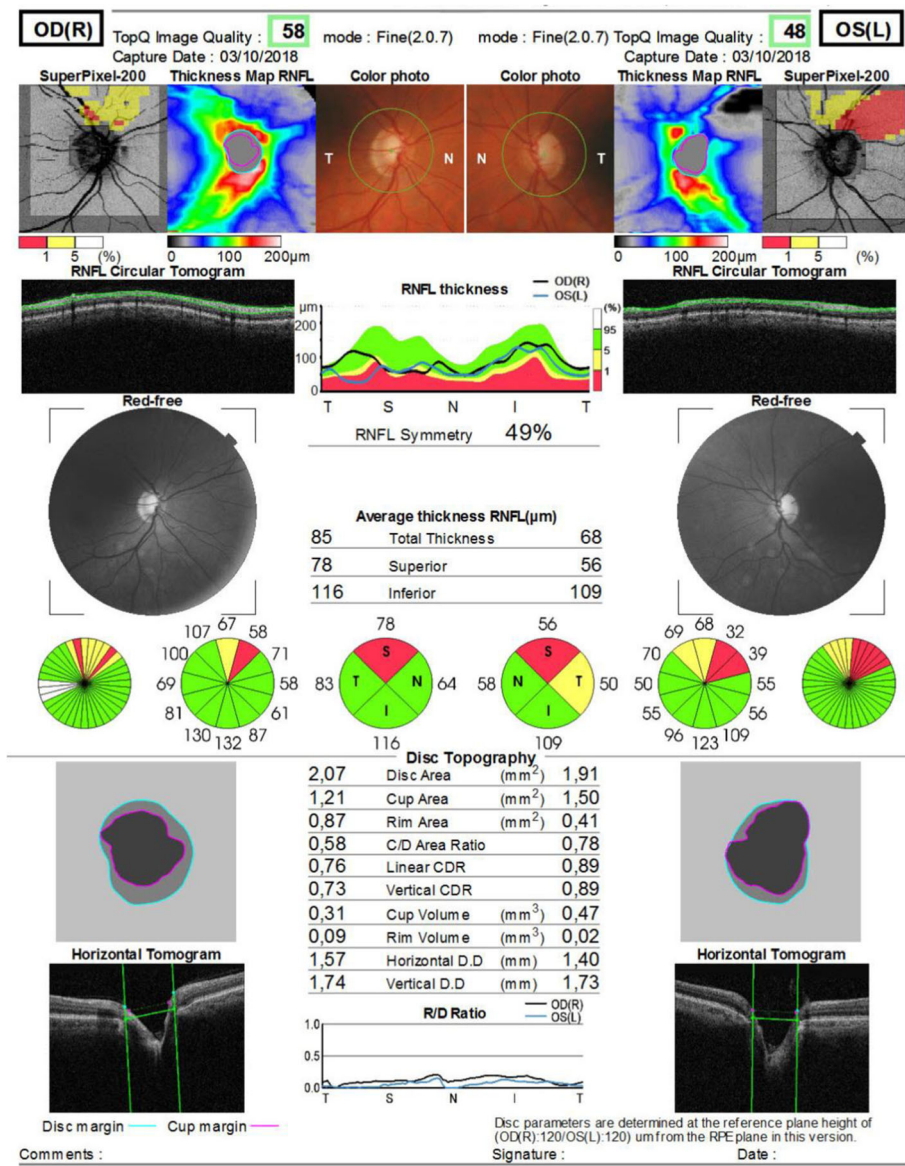 OD(R) TopQ Image Quality : 58 mode : Fine(2.0.7) mode : Fine(2.0.7) TopQ Image Quality : 48 OS(L)
Capture Date : 03/10/2018 Capture Date : 03/10/2018
SuperPixel-200 Thickness Map RNFL Color photo Color photo Thickness Map RNFL SuperPixel-200
T N N T
1 5 (%) 0 100 200µm 0 100 200µm 1 5 (%)
RNFL Circular Tomogram RNFL Circular Tomogram
RNFL thickness
OD(R)
OS(L)
µm (%)
200
95
100 5
1
0
T S N I T
RNFL Symmetry 49%
Red-free Red-free
Average thickness RNFL(µm)
85 Total Thickness 68
78 Superior 56
116 Inferior 109
107 67 58 71 58 61 87 132 130 81 69 100
78
S
83 T N 64
I
116
56
S
58 N T 50
I
109
69 68 32 39 55 56 109 123 96 55 50 70
Disc Topography
2,07 Disc Area (mm2) 1,91
1,21 Cup Area (mm2) 1,50
0,87 Rim Area (mm2) 0,41
0,58 C/D Area Ratio 0,78
0,76 Linear CDR 0,89
0,73 Vertical CDR 0,89
0,31 Cup Volume (mm3) 0,47
0,09 Rim Volume (mm3) 0,02
1,57 Horizontal D.D (mm) 1,40
1,74 Vertical D.D (mm) 1,73
Horizontal Tomogram Horizontal Tomogram
R/D Ratio
OD(R)
OS(L)
1.0
0.5
0.0
T S N I T
Disc margin Cup margin
Disc parameters are determined at the reference plane height of
(OD(R):120/OS(L):120) um from the RPE plane in this version.
Comments : Signature : Date :